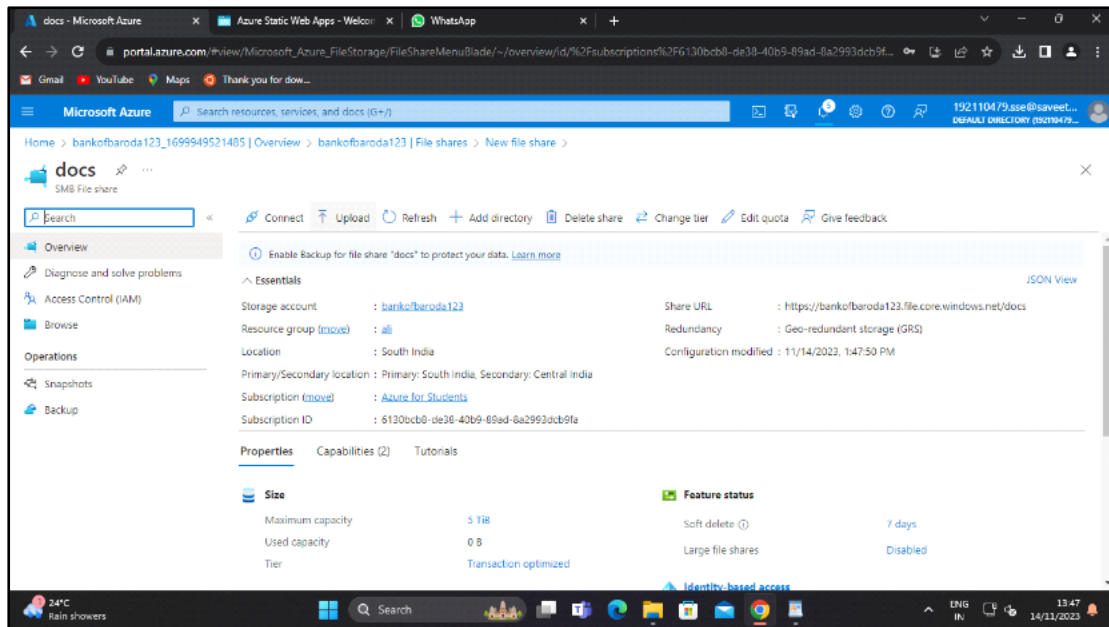 docs - Microsoft Azure
Azure Static Web Apps - Welcon
WhatsApp
portal.azure.com/#view/Microsoft_Azure_FileStorage/FileShareMenuBlade/~/overview/id/%2Fsubscriptions%2F6130bcb8-de38-40b9-89ad-8a2993dcb9f...
Gmail YouTube Maps Thank you for dow...
Microsoft Azure
Search resources, services, and docs (G+/)
5
192110479.sse@saveet...
DEFAULT DIRECTORY (192110479...
Home > bankofbaroda123_1699949521485 | Overview > bankofbaroda123 | File shares > New file share >
docs ...
SMB File share
Search
Connect Upload Refresh Add directory Delete share Change tier Edit quota Give feedback
Overview
Diagnose and solve problems
Access Control (IAM)
Browse
Operations
Snapshots
Backup
Enable Backup for file share "docs" to protect your data. Learn more
Essentials
JSON View
Storage account : bankofbaroda123
Resource group (move) : ali
Location : South India
Primary/Secondary location : Primary: South India, Secondary: Central India
Subscription (move) : Azure for Students
Subscription ID : 6130bcb8-de38-40b9-89ad-8a2993dcb9fa
Share URL : https://bankofbaroda123.file.core.windows.net/docs
Redundancy : Geo-redundant storage (GRS)
Configuration modified : 11/14/2023, 1:47:50 PM
Properties Capabilities (2) Tutorials
Size
Maximum capacity 5 TiB
Used capacity 0 B
Tier Transaction optimized
Feature status
Soft delete 7 days
Large file shares Disabled
Identity-based access
1
24°C
Rain showers
Search
ENG
IN
13:47
14/11/2023